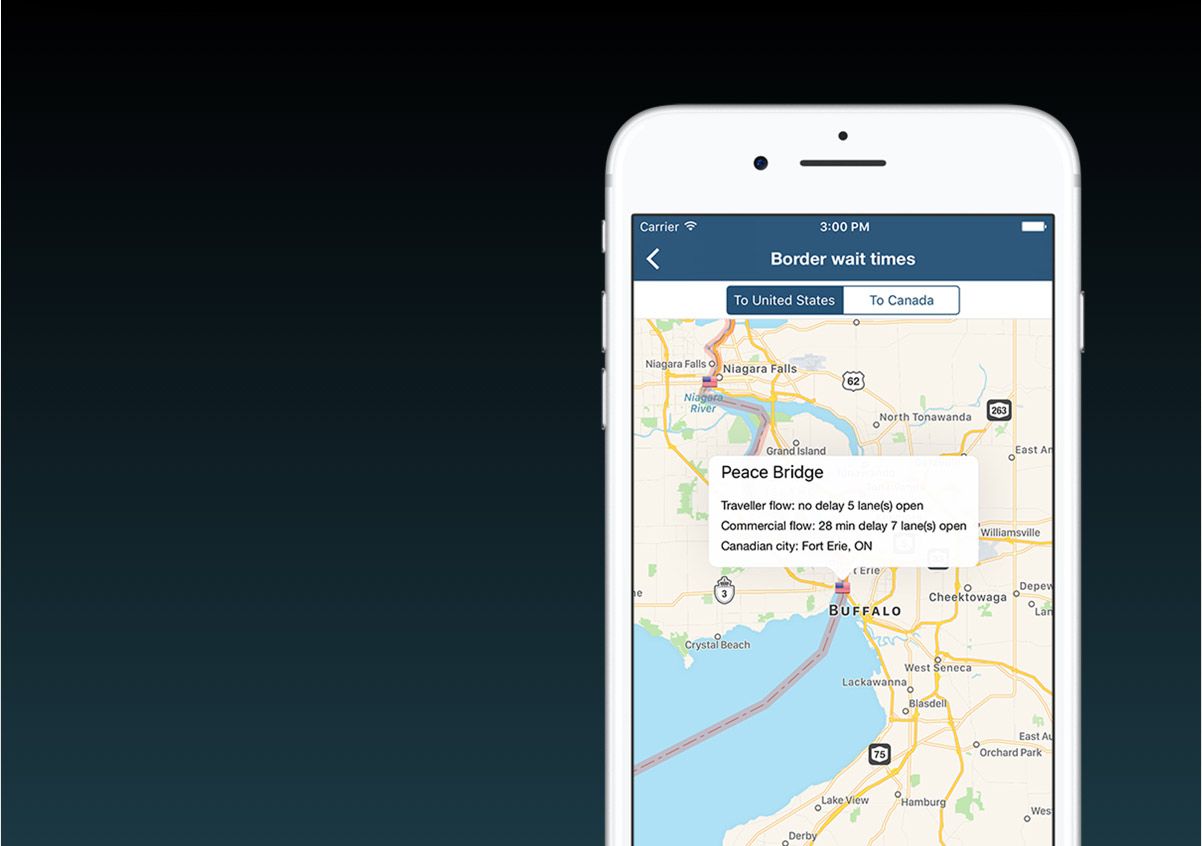 Carrier
3:00 PM
Border wait times
To United States
To Canada
Niagara Falls
Niagara Falls
62
Niagara
River
North Tonawanda
263
Grand Island
East An
Peace Bridge
Traveller flow: no delay 5 lane(s) open
Commercial flow: 28 min delay 7 lane(s) open
Canadian city: Fort Erie, ON
Williamsville
t Erie
3
Depew
Cheektowaga
Lan
BUFFALO
Crystal Beach
West Seneca
Lackawanna
Blasdell
East Au
75
Orchard Park
Lake View
Hamburg
Wes
Derby